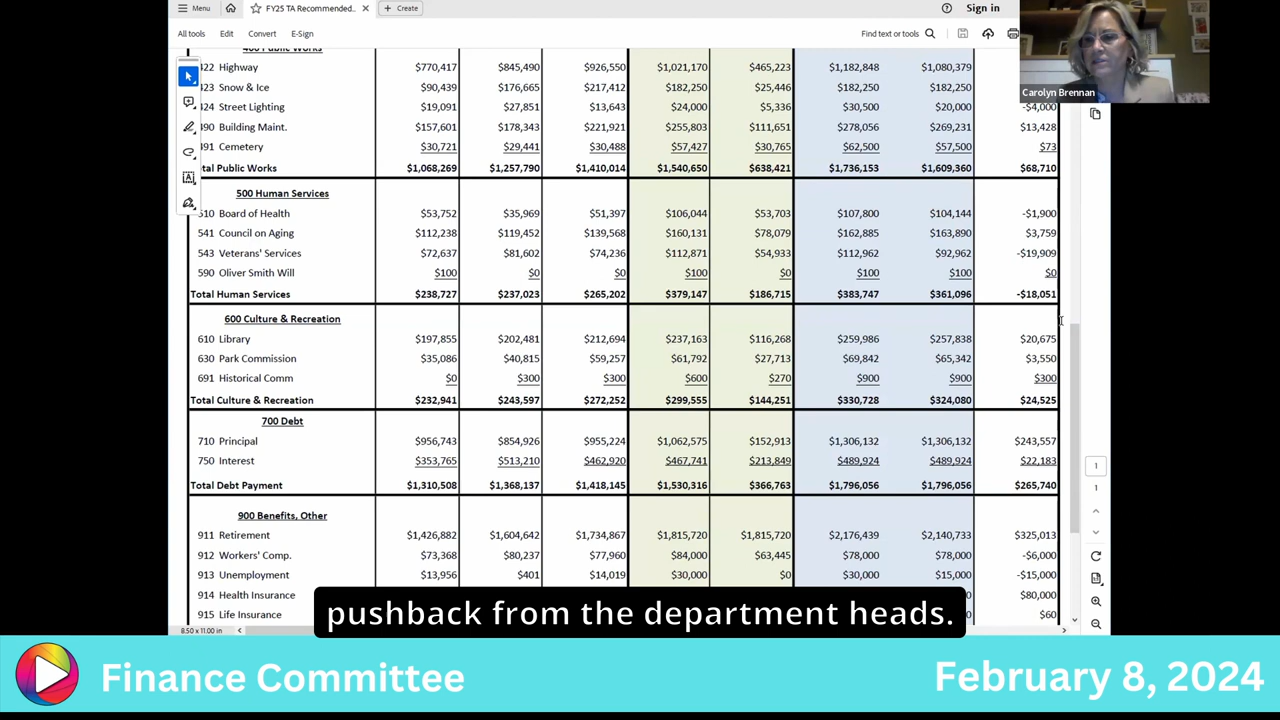 Menu FY25 TA Recommended... Create Sign in
All tools Edit Convert E-Sign Find text or tools
Carolyn Brennan
400 Public Works
422 Highway $770,417 $845,490 $926,550 $1,021,170 $465,223 $1,182,848 $1,080,379
423 Snow & Ice $90,439 $176,665 $217,412 $182,250 $25,446 $182,250 $182,250
424 Street Lighting $19,091 $27,851 $13,643 $24,000 $5,336 $30,500 $20,000 -$4,000
490 Building Maint. $157,601 $178,343 $221,921 $255,803 $111,651 $278,056 $269,231 $13,428
491 Cemetery $30,721 $29,441 $30,488 $57,427 $30,765 $62,500 $57,500 $73
Total Public Works $1,068,269 $1,257,790 $1,410,014 $1,540,650 $638,421 $1,736,153 $1,609,360 $68,710
500 Human Services
510 Board of Health $53,752 $35,969 $51,397 $106,044 $53,703 $107,800 $104,144 -$1,900
541 Council on Aging $112,238 $119,452 $139,568 $160,131 $78,079 $162,885 $163,890 $3,759
543 Veterans' Services $72,637 $81,602 $74,236 $112,871 $54,933 $112,962 $92,962 -$19,909
590 Oliver Smith Will $100 $0 $0 $100 $0 $100 $100 $0
Total Human Services $238,727 $237,023 $265,202 $379,147 $186,715 $383,747 $361,096 -$18,051
600 Culture & Recreation
610 Library $197,855 $202,481 $212,694 $237,163 $116,268 $259,986 $257,838 $20,675
630 Park Commission $35,086 $40,815 $59,257 $61,792 $27,713 $69,842 $65,342 $3,550
691 Historical Comm $0 $300 $300 $600 $270 $900 $900 $300
Total Culture & Recreation $232,941 $243,597 $272,252 $299,555 $144,251 $330,728 $324,080 $24,525
700 Debt
710 Principal $956,743 $854,926 $955,224 $1,062,575 $152,913 $1,306,132 $1,306,132 $243,557
750 Interest $353,765 $513,210 $462,920 $467,741 $213,849 $489,924 $489,924 $22,183
Total Debt Payment $1,310,508 $1,368,137 $1,418,145 $1,530,316 $366,763 $1,796,056 $1,796,056 $265,740
900 Benefits, Other
911 Retirement $1,426,882 $1,604,642 $1,734,867 $1,815,720 $1,815,720 $2,176,439 $2,140,733 $325,013
912 Workers' Comp. $73,368 $80,237 $77,960 $84,000 $63,445 $78,000 $78,000 -$6,000
913 Unemployment $13,956 $401 $14,019 $30,000 $0 $30,000 $15,000 -$15,000
914 Health Insurance $80,000
915 Life Insurance $60
1
1
8.50 x 11.00 in
pushback from the department heads.
Finance Committee February 8, 2024